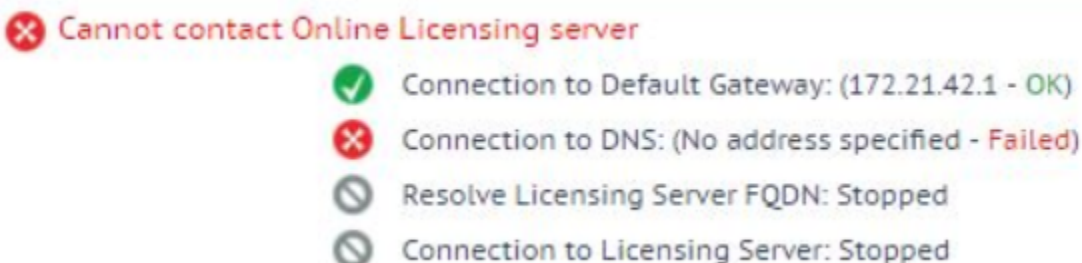 Cannot contact Online Licensing server
Connection to Default Gateway: (172.21.42.1 - OK)
Connection to DNS: (No address specified - Failed)
Resolve Licensing Server FQDN: Stopped
Connection to Licensing Server: Stopped